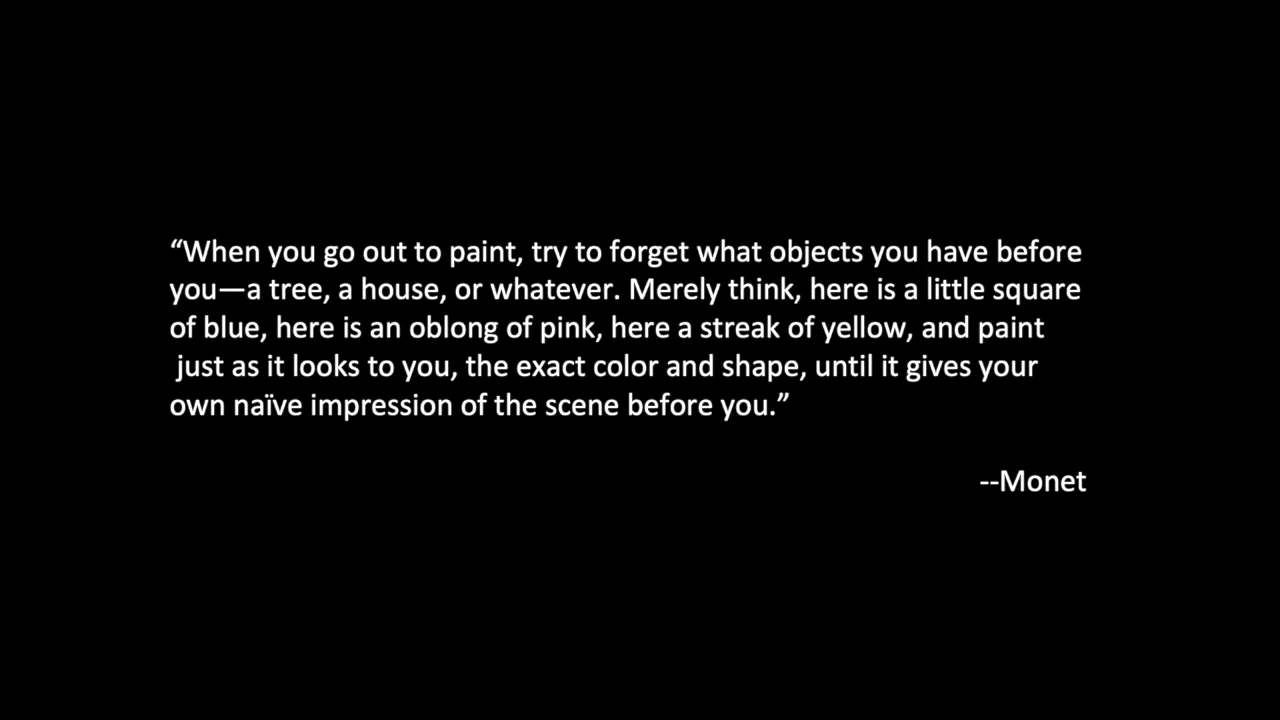 “When you go out to paint, try to forget what objects you have before
you—a tree, a house, or whatever. Merely think, here is a little square
of blue, here is an oblong of pink, here a streak of yellow, and paint
just as it looks to you, the exact color and shape, until it gives your
own naïve impression of the scene before you.”
--Monet